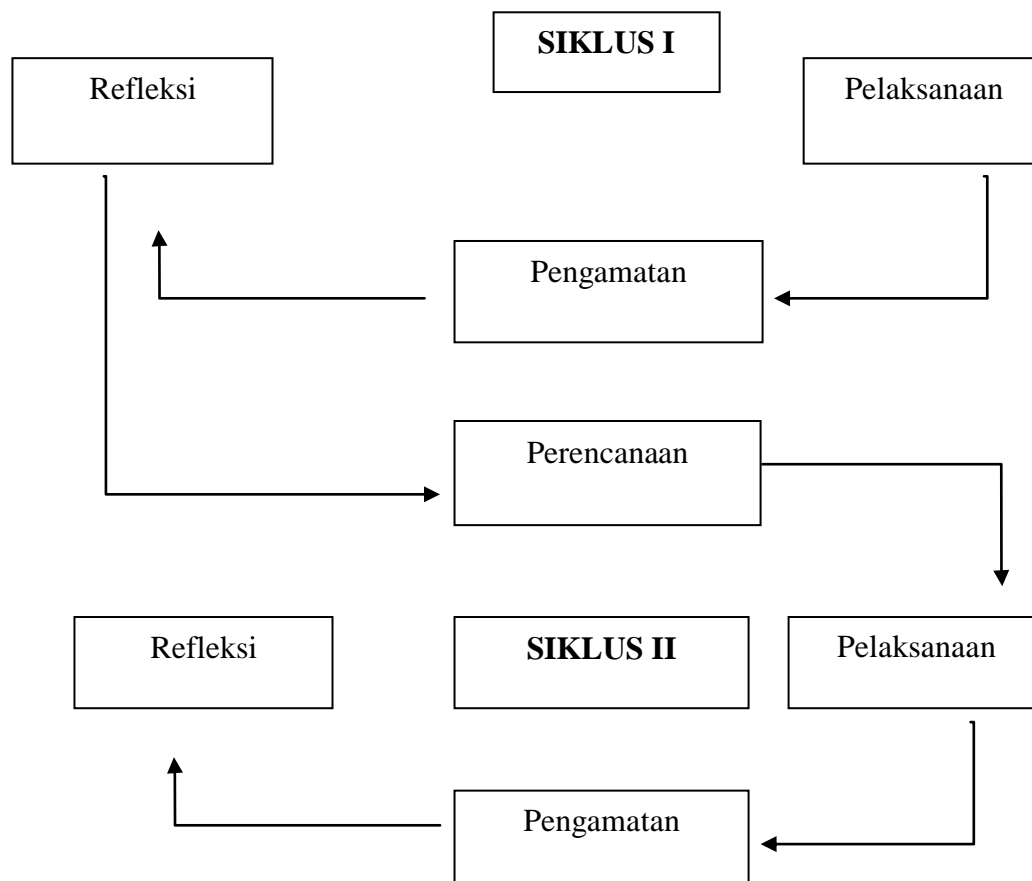 SIKLUS I
Refleksi
Pelaksanaan
Pengamatan
Perencanaan
Refleksi
SIKLUS II
Pelaksanaan
Pengamatan